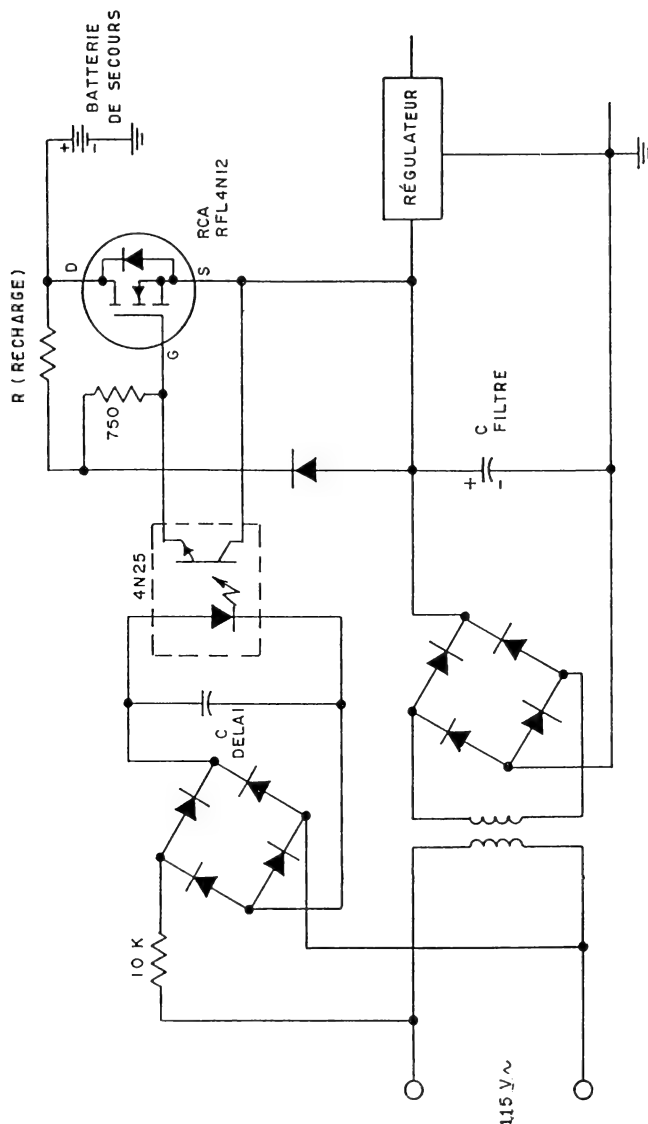 R (RECHARGE)
+
-
BATTERIE
DE SECOURS
D
G
S
RCA
RFL4N12
750
4N25
C
DELAI
10 K
+
-
C
FILTRE
RÉGULATEUR
115 V ~